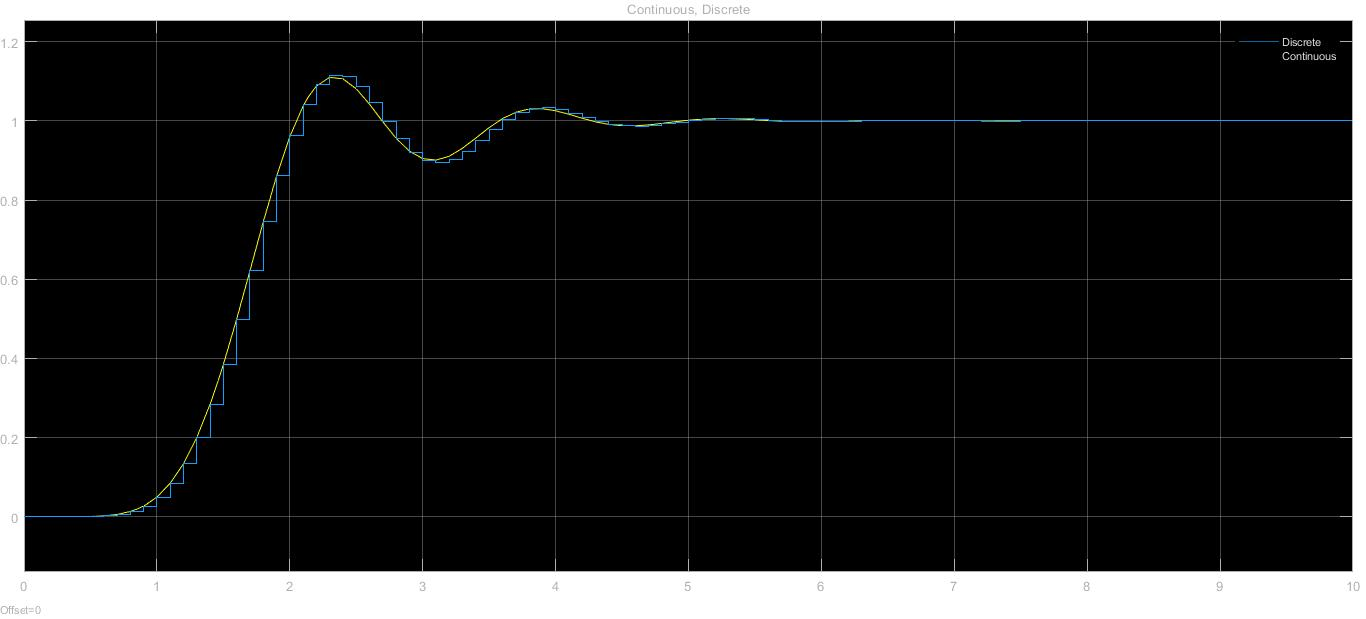 Continuous, Discrete
Discrete
Continuous
1.2
1
0.8
0.6
0.4
0.2
0
0 1 2 3 4 5 6 7 8 9 10
Offset=0